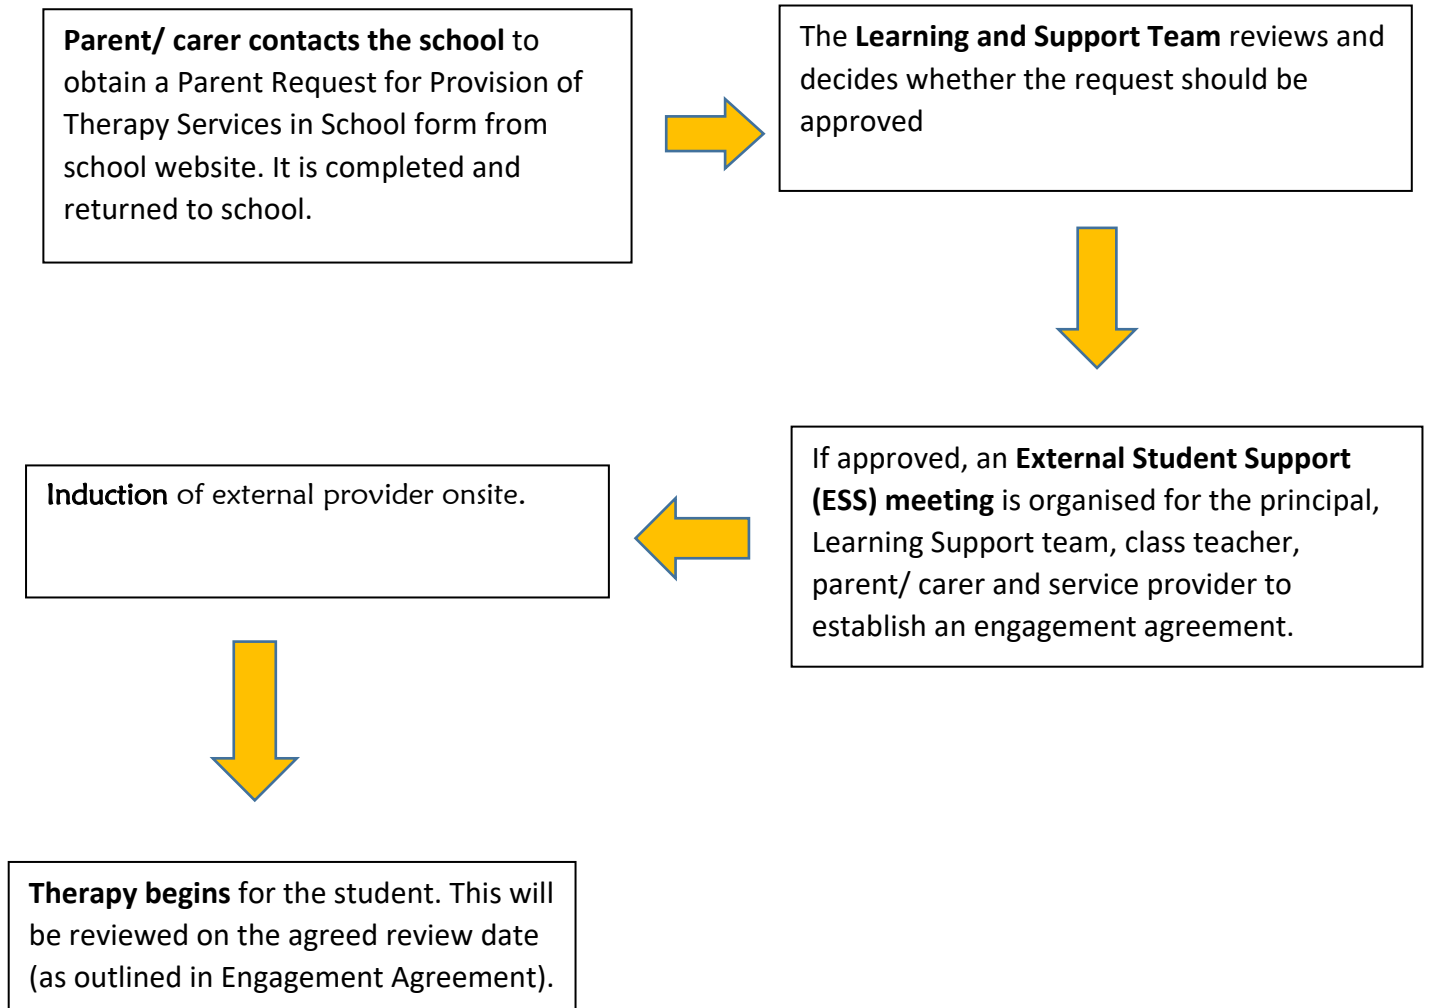 Parent/ carer contacts the school to
obtain a Parent Request for Provision of
Therapy Services in School form from
school website. It is completed and
returned to school.
The Learning and Support Team reviews and
decides whether the request should be
approved
If approved, an External Student Support
(ESS) meeting is organised for the principal,
Learning Support team, class teacher,
parent/ carer and service provider to
establish an engagement agreement.
Induction of external provider onsite.
Therapy begins for the student. This will
be reviewed on the agreed review date
(as outlined in Engagement Agreement).